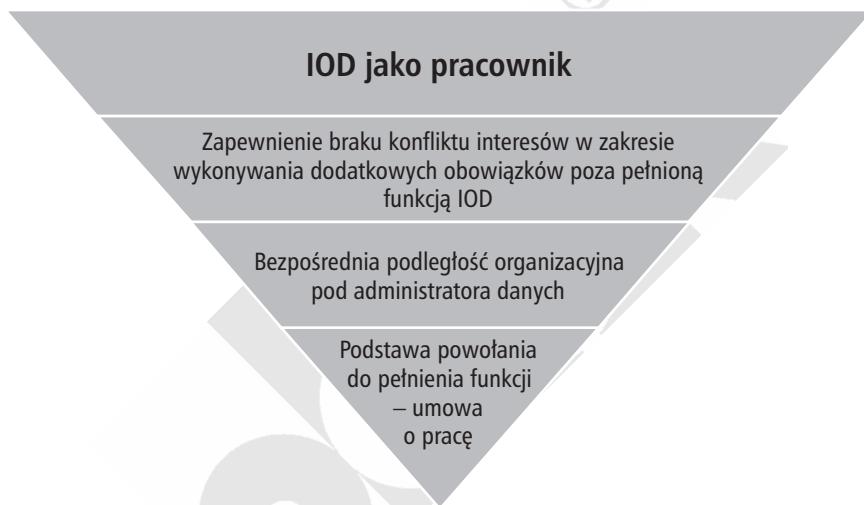 IOD jako pracownik
Zapewnienie braku konfliktu interesów w zakresie
wykonywania dodatkowych obowiązków poza pełnioną
funkcją IOD
Bezpośrednia podległość organizacyjna
pod administratora danych
Podstawa powołania
do pełnienia funkcji
– umowa
o pracę